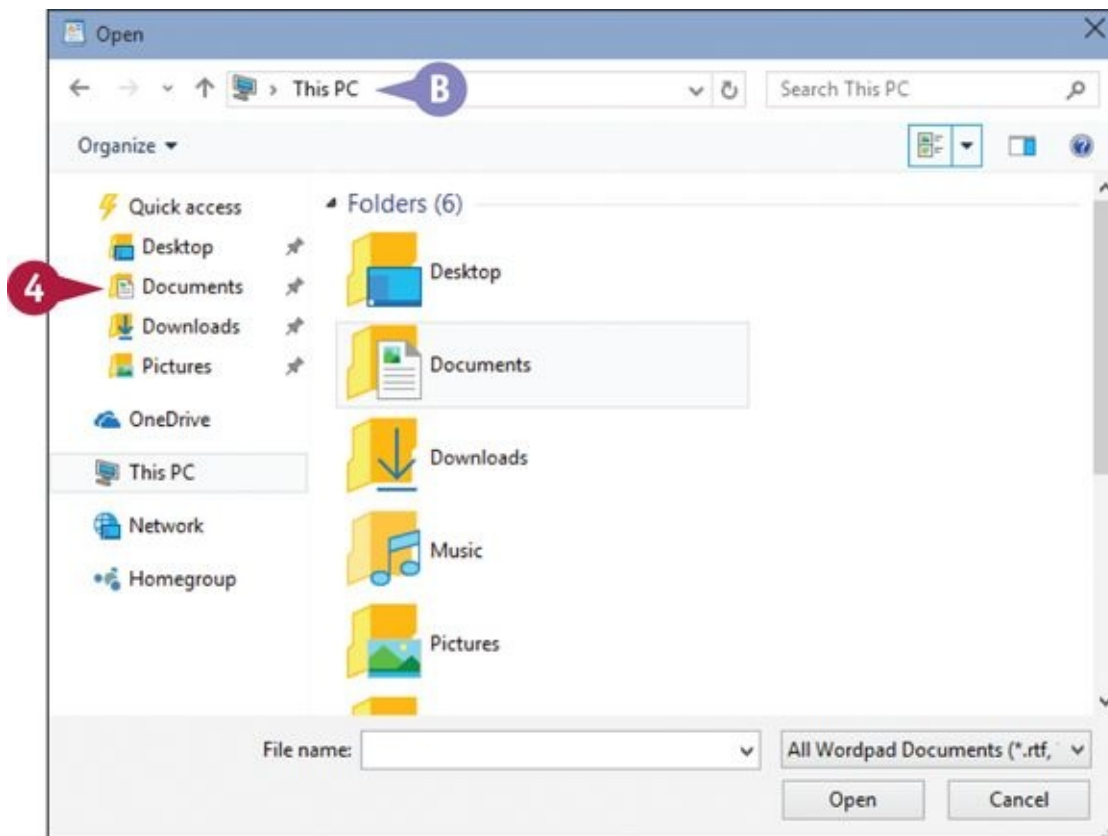 Open
This PC
B
Search This PC
Organize
Quick access
Desktop
4
Documents
Downloads
Pictures
OneDrive
This PC
Network
Homegroup
Folders (6)
Desktop
Documents
Downloads
Music
Pictures
File name:
All Wordpad Documents (*.rtf,
Open
Cancel